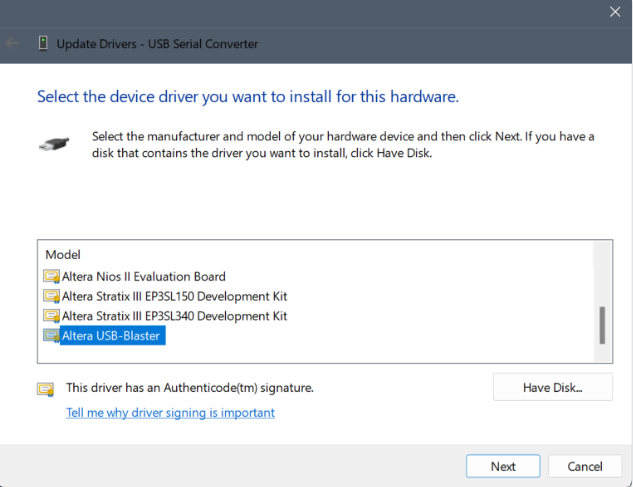 Update Drivers - USB Serial Converter
Select the device driver you want to install for this hardware.
Select the manufacturer and model of your hardware device and then click Next. If you have a
disk that contains the driver you want to install, click Have Disk.
Model
Altera Nios II Evaluation Board
Altera Stratix III EP3SL150 Development Kit
Altera Stratix III EP3SL340 Development Kit
Altera USB-Blaster
This driver has an Authenticode(tm) signature.
Have Disk...
Tell me why driver signing is important
Next
Cancel